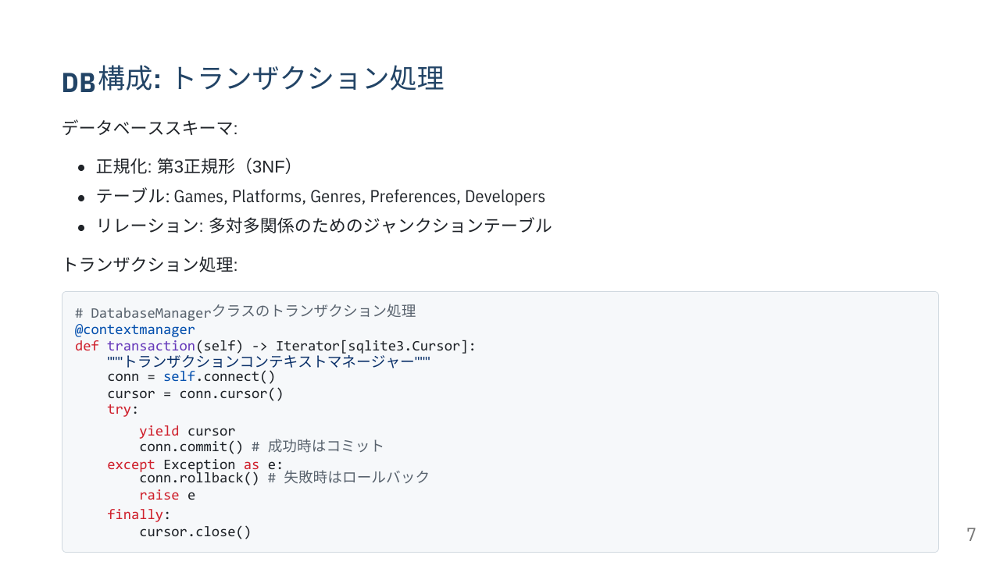 DB構成: トランザクション処理
データベーススキーマ:
• 正規化: 第3正規形（3NF）
• テーブル: Games, Platforms, Genres, Preferences, Developers
• リレーション: 多対多関係のためのジャンクションテーブル
トランザクション処理:
# DatabaseManagerクラスのトランザクション処理
@contextmanager
def transaction(self) -> Iterator[sqlite3.Cursor]:
    """トランザクションコンテキストマネージャー"""
    conn = self.connect()
    cursor = conn.cursor()
    try:
        yield cursor
        conn.commit() # 成功時はコミット
    except Exception as e:
        conn.rollback() # 失敗時はロールバック
        raise e
    finally:
        cursor.close()
7